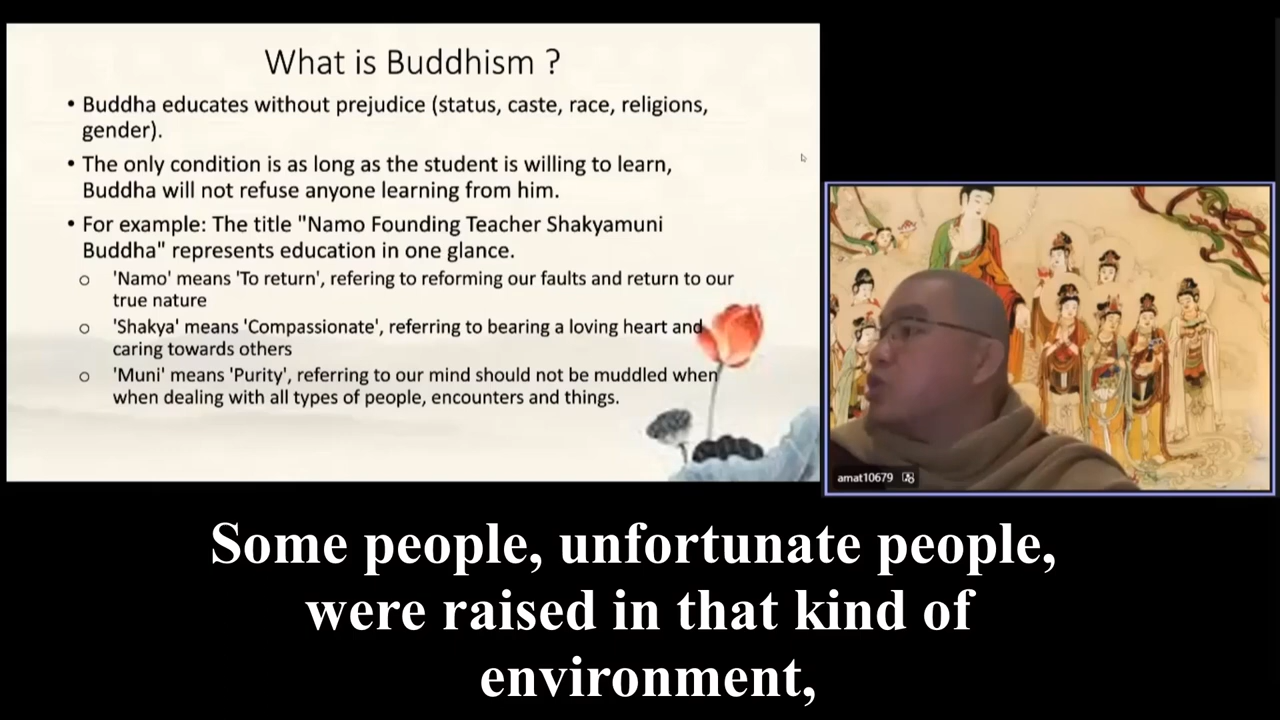 What is Buddhism ?
• Buddha educates without prejudice (status, caste, race, religions,
gender).
• The only condition is as long as the student is willing to learn,
Buddha will not refuse anyone learning from him.
• For example: The title "Namo Founding Teacher Shakyamuni
Buddha" represents education in one glance.
o 'Namo' means 'To return', refering to reforming our faults and return to our
true nature
o 'Shakya' means 'Compassionate', referring to bearing a loving heart and
caring towards others
o 'Muni' means 'Purity', referring to our mind should not be muddled when
when dealing with all types of people, encounters and things.
amat10679
Some people, unfortunate people,
were raised in that kind of
environment,